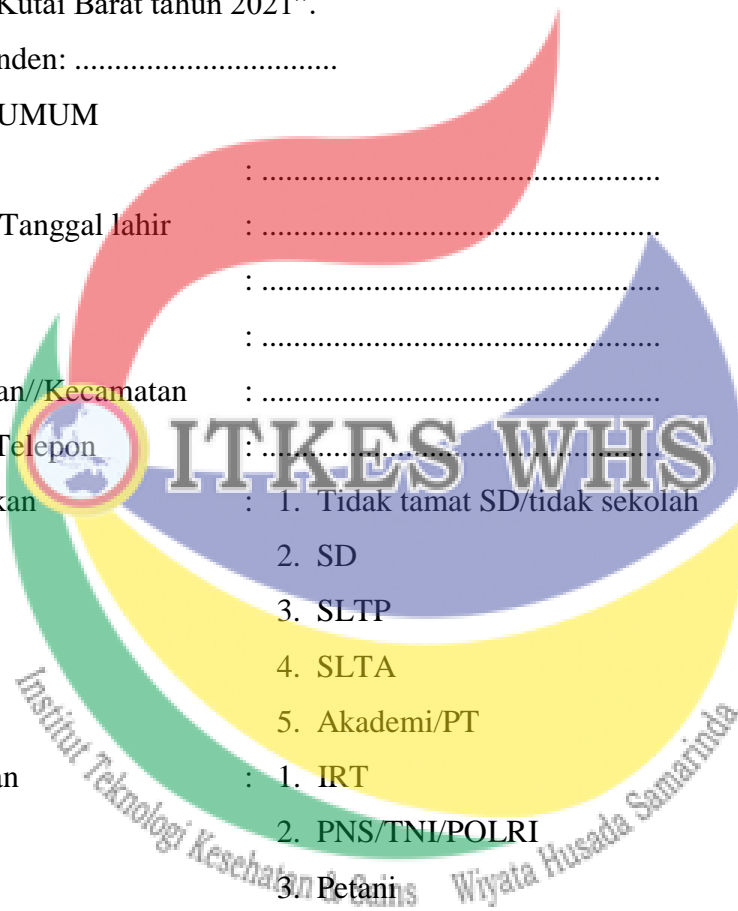 Kutai Barat tahun 2021".
nden: ................................
UMUM
: ................................................
Tanggal lahir : ................................................
: ................................................
: ................................................
an//Kecamatan : ................................................
Telepon : ................................................
ITKES WHS
kan : 1. Tidak tamat SD/tidak sekolah
2. SD
3. SLTP
4. SLTA
5. Akademi/PT
an : 1. IRT
2. PNS/TNI/POLRI
3. Petani
Institut Teknologi Kesehatan & Sains Wiyata Husada Samarinda